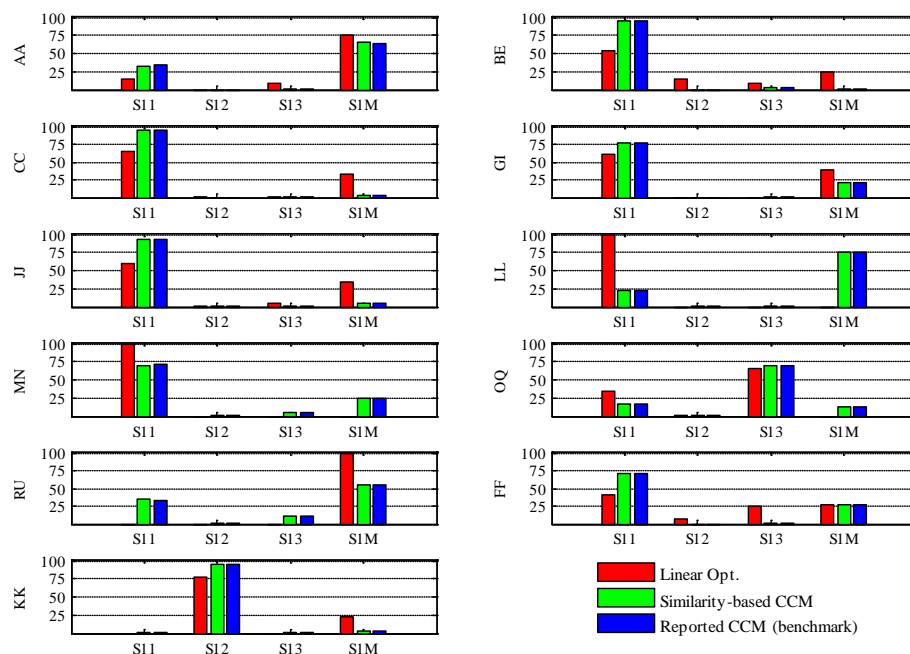 AA
100
75
50
25
S11 S12 S13 S1M
BE
100
75
50
25
S11 S12 S13 S1M
CC
100
75
50
25
S11 S12 S13 S1M
GI
100
75
50
25
S11 S12 S13 S1M
JJ
100
75
50
25
S11 S12 S13 S1M
LL
100
75
50
25
S11 S12 S13 S1M
MN
100
75
50
25
S11 S12 S13 S1M
OQ
100
75
50
25
S11 S12 S13 S1M
RU
100
75
50
25
S11 S12 S13 S1M
FF
100
75
50
25
S11 S12 S13 S1M
KK
100
75
50
25
S11 S12 S13 S1M
Linear Opt.
Similarity-based CCM
Reported CCM (benchmark)